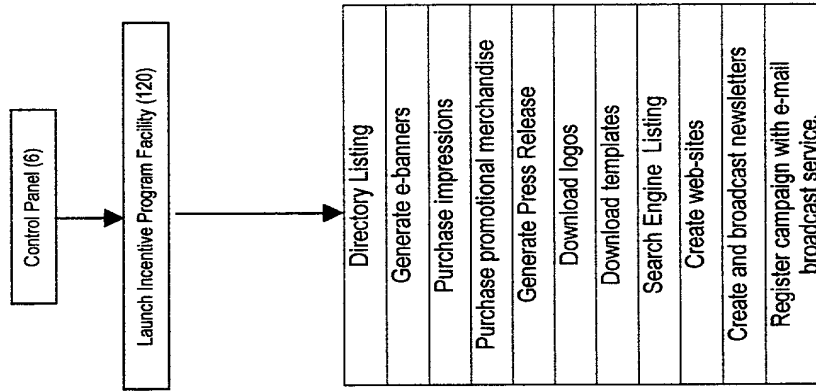 Control Panel (6)
Launch Incentive Program Facility (120)
Directory Listing
Generate e-banners
Purchase impressions
Purchase promotional merchandise
Generate Press Release
Download logos
Download templates
Search Engine Listing
Create web-sites
Create and broadcast newsletters
Register campaign with e-mail
broadcast service.